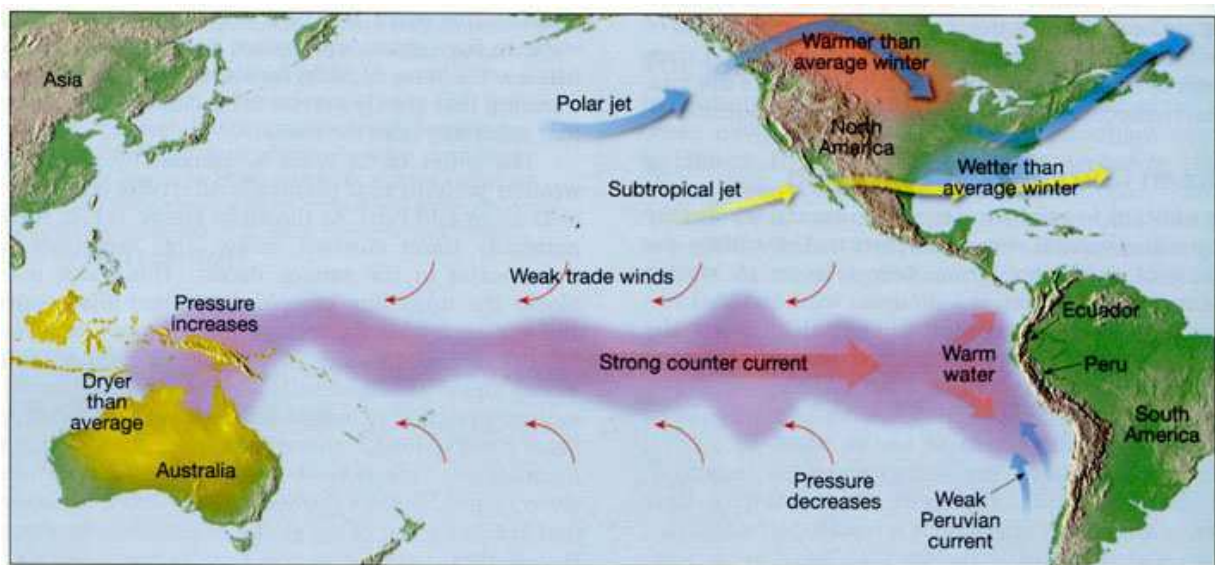 Asia
Warmer than
average winter
Polar jet
North
America
Subtropical jet
Wetter than
average winter
Weak trade winds
Pressure
increases
Ecuador
Strong counter current
Warm
water
Peru
Dryer
than
average
South
America
Australia
Pressure
decreases
Weak
Peruvian
current